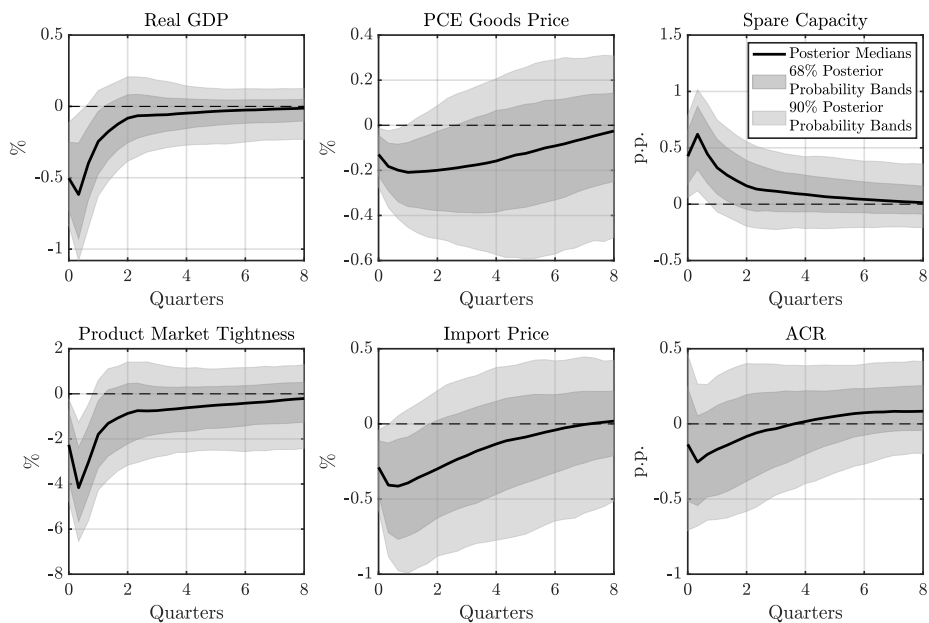 Real GDP
0.5
0
-0.5
-1
%
0 2 4 6 8
Quarters
PCE Goods Price
0.4
0.2
0
-0.2
-0.4
-0.6
%
0 2 4 6 8
Quarters
Spare Capacity
1.5
1
0.5
0
-0.5
p.p.
Posterior Medians
68% Posterior
Probability Bands
90% Posterior
Probability Bands
0 2 4 6 8
Quarters
Product Market Tightness
2
0
-2
-4
-6
-8
%
0 2 4 6 8
Quarters
Import Price
0.5
0
-0.5
-1
%
0 2 4 6 8
Quarters
ACR
0.5
0
-0.5
-1
p.p.
0 2 4 6 8
Quarters